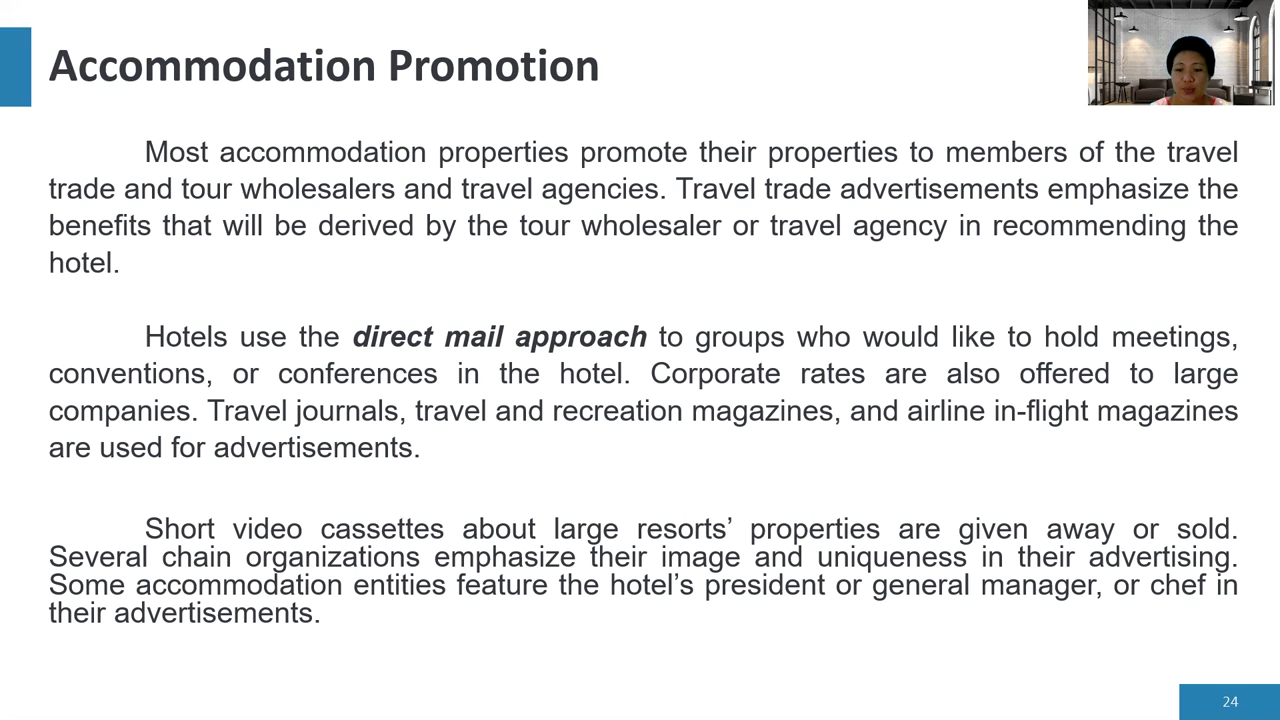 Accommodation Promotion
Most accommodation properties promote their properties to members of the travel
trade and tour wholesalers and travel agencies. Travel trade advertisements emphasize the
benefits that will be derived by the tour wholesaler or travel agency in recommending the
hotel.
Hotels use the direct mail approach to groups who would like to hold meetings,
conventions, or conferences in the hotel. Corporate rates are also offered to large
companies. Travel journals, travel and recreation magazines, and airline in-flight magazines
are used for advertisements.
Short video cassettes about large resorts’ properties are given away or sold.
Several chain organizations emphasize their image and uniqueness in their advertising.
Some accommodation entities feature the hotel’s president or general manager, or chef in
their advertisements.
24